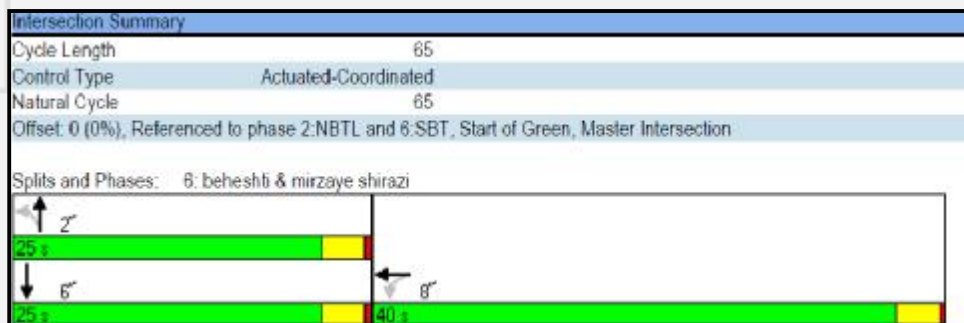 Intersection Summary
Cycle Length 65
Control Type Actuated-Coordinated
Natural Cycle 65
Offset: 0 (0%), Referenced to phase 2:NBTL and 6:SBT, Start of Green, Master Intersection
Splits and Phases: 6: beheshti & mirzaye shirazi
2
25 s
6
25 s
8
40 s